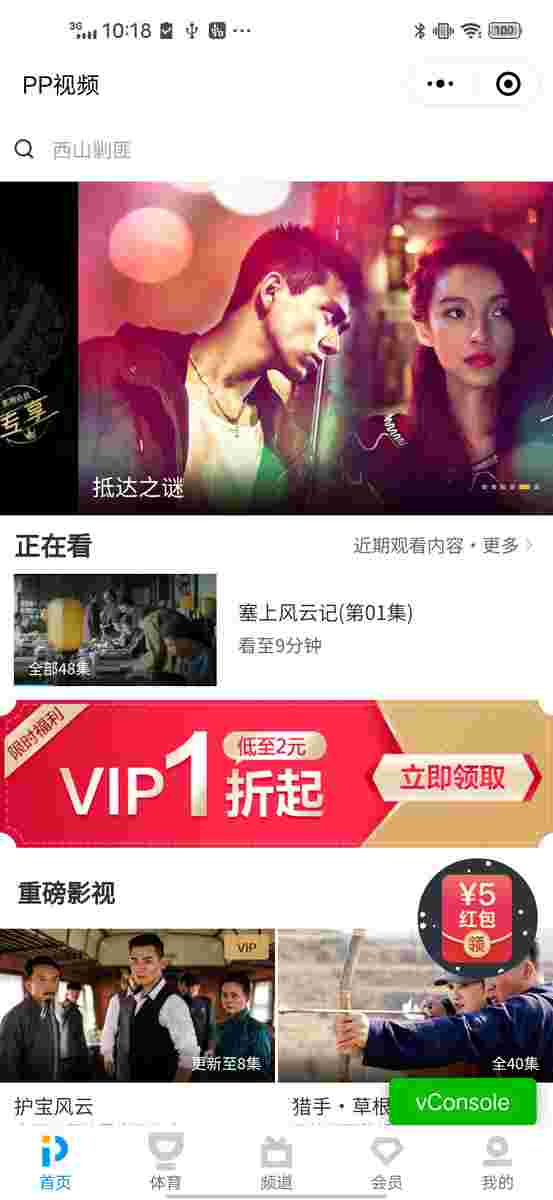 3G 10:18
100
PP视频
西山剿匪
专享
抵达之谜
正在看
近期观看内容·更多
全部48集
塞上风云记(第01集)
看至9分钟
限时福利
VIP1折起
低至2元
立即领取
重磅影视
¥5
红包
领
VIP
更新至8集
全40集
护宝风云
猎手·草根
vConsole
首页
体育
频道
会员
我的